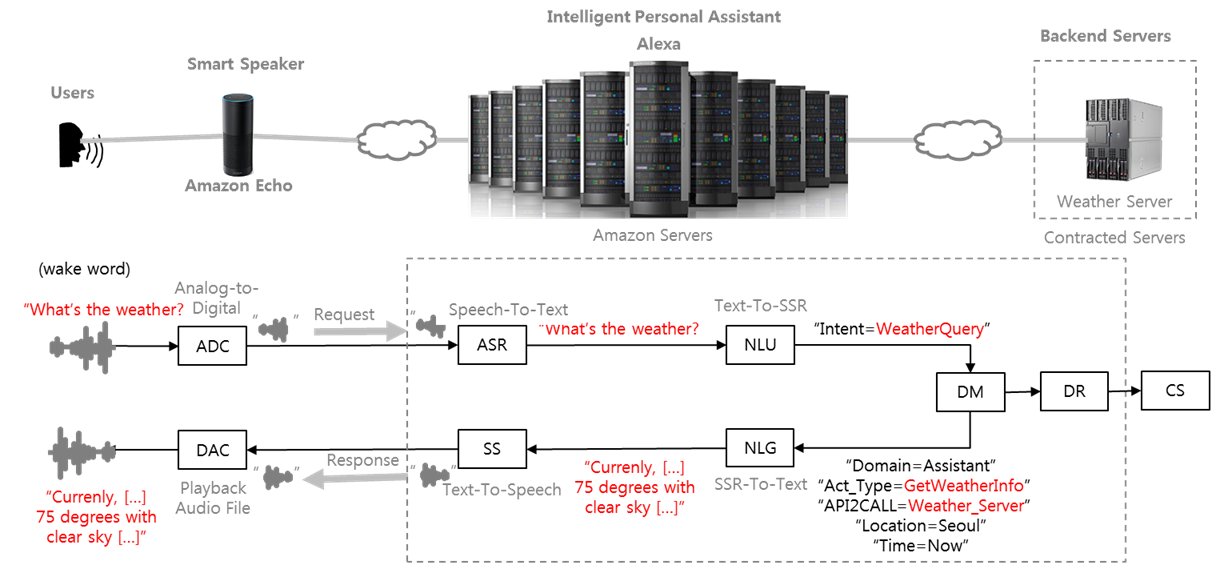 Intelligent Personal Assistant
Alexa
Backend Servers
Smart Speaker
Users
Amazon Echo
Weather Server
Amazon Servers
Contracted Servers
(wake word)
Analog-to-
Digital
"What's the weather?
" "
Request
Speech-To-Text
Text-To-SSR
"What's the weather?
"Intent=WeatherQuery"
ADC
ASR
NLU
DM
DR
CS
DAC
SS
NLG
" "
Response
" "
Playback
Audio File
Text-To-Speech
SSR-To-Text
"Currenly, […]
75 degrees with
clear sky […]"
"Currently, […]
75 degrees with
clear sky […]"
"Domain=Assistant"
"Act_Type=GetWeatherInfo"
"API2CALL=Weather_Server"
"Location=Seoul"
"Time=Now"